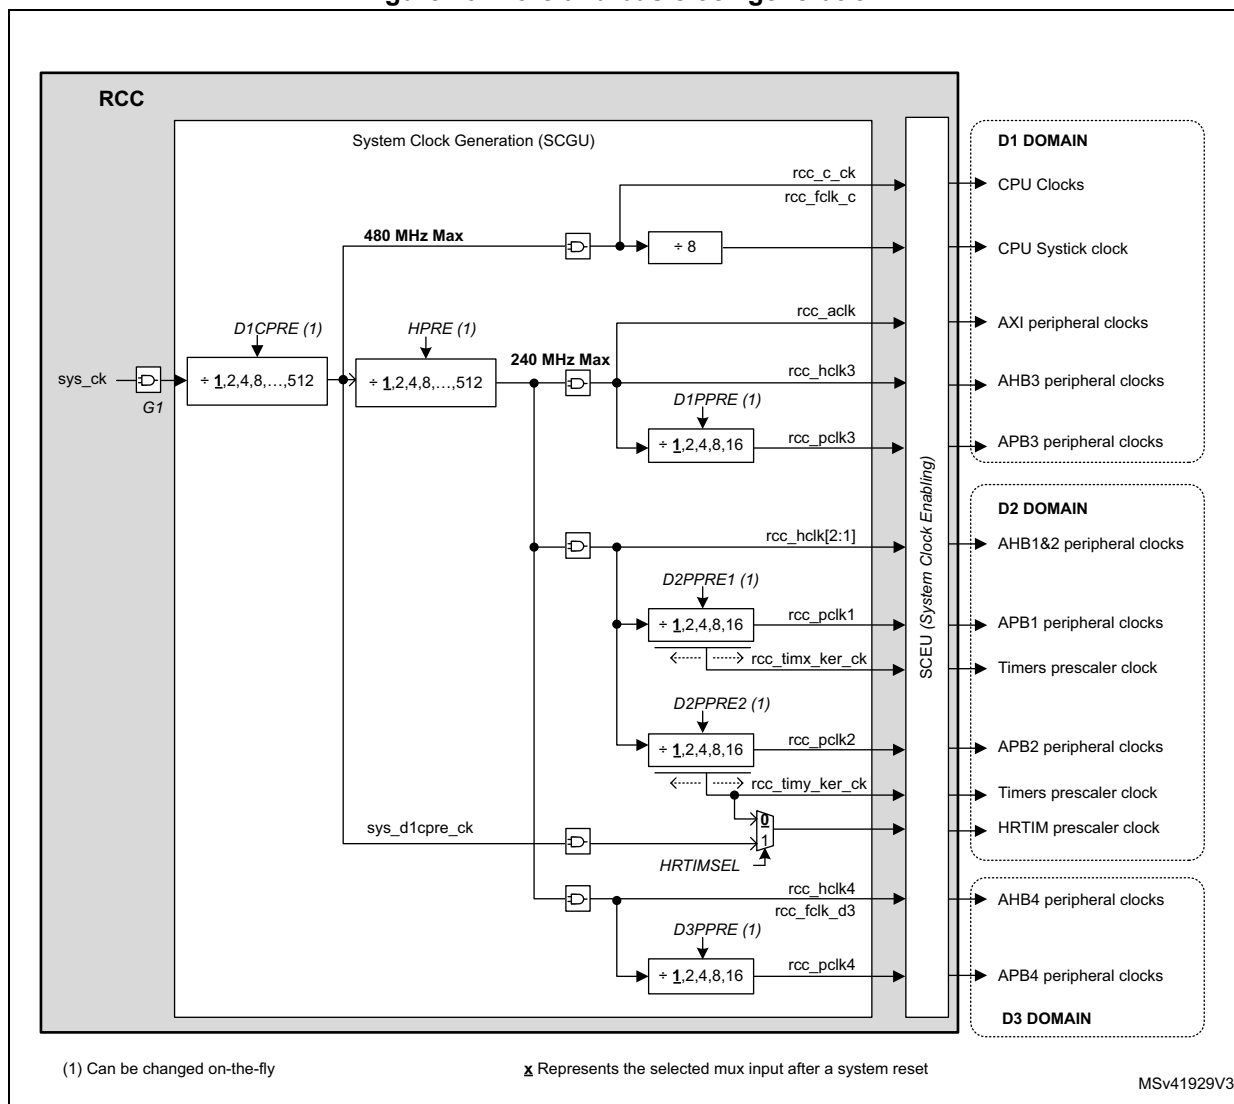 RCC
System Clock Generation (SCGU)
D1 DOMAIN
rcc_c_ck
rcc_fclk_c
CPU Clocks
480 MHz Max
÷ 8
CPU Systick clock
D1CPRE (1)
HPRE (1)
rcc_aclk
AXI peripheral clocks
sys_ck
G1
÷ 1,2,4,8,...,512
÷ 1,2,4,8,...,512
240 MHz Max
rcc_hclk3
AHB3 peripheral clocks
D1PPRE (1)
÷ 1,2,4,8,16
rcc_pclk3
APB3 peripheral clocks
SCEU (System Clock Enabling)
D2 DOMAIN
rcc_hclk[2:1]
AHB1&2 peripheral clocks
D2PPRE1 (1)
÷ 1,2,4,8,16
rcc_pclk1
APB1 peripheral clocks
rcc_timx_ker_ck
Timers prescaler clock
D2PPRE2 (1)
÷ 1,2,4,8,16
rcc_pclk2
APB2 peripheral clocks
rcc_timy_ker_ck
Timers prescaler clock
sys_d1cpre_ck
0
1
HRTIM prescaler clock
HRTIMSEL
rcc_hclk4
rcc_fclk_d3
AHB4 peripheral clocks
D3PPRE (1)
÷ 1,2,4,8,16
rcc_pclk4
APB4 peripheral clocks
D3 DOMAIN
(1) Can be changed on-the-fly
x Represents the selected mux input after a system reset
MSv41929V3